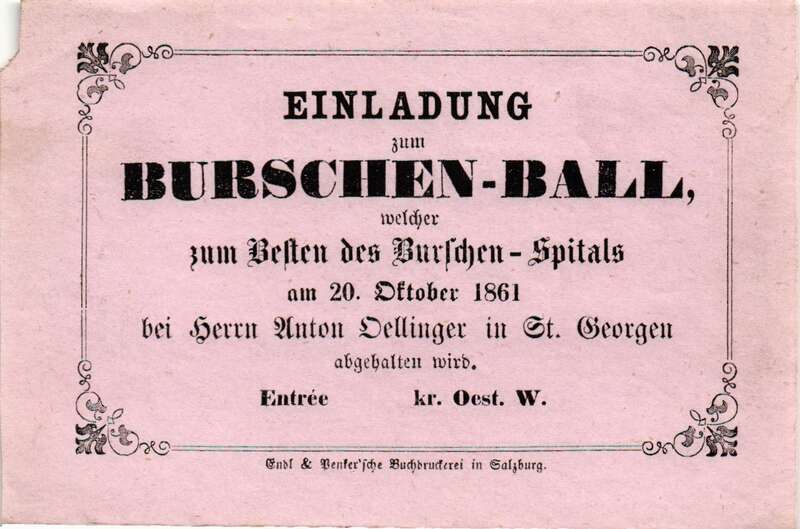 EINLADUNG
zum
BURSCHEN-BALL,
welcher
zum Besten des Burschen-Spitals
am 20. Oktober 1861
bei Herrn Anton Oellinger in St. Georgen
abgehalten wird.
Entrée kr. Oest. W.
Endl & Penker'sche Buchdruckerei in Salzburg.